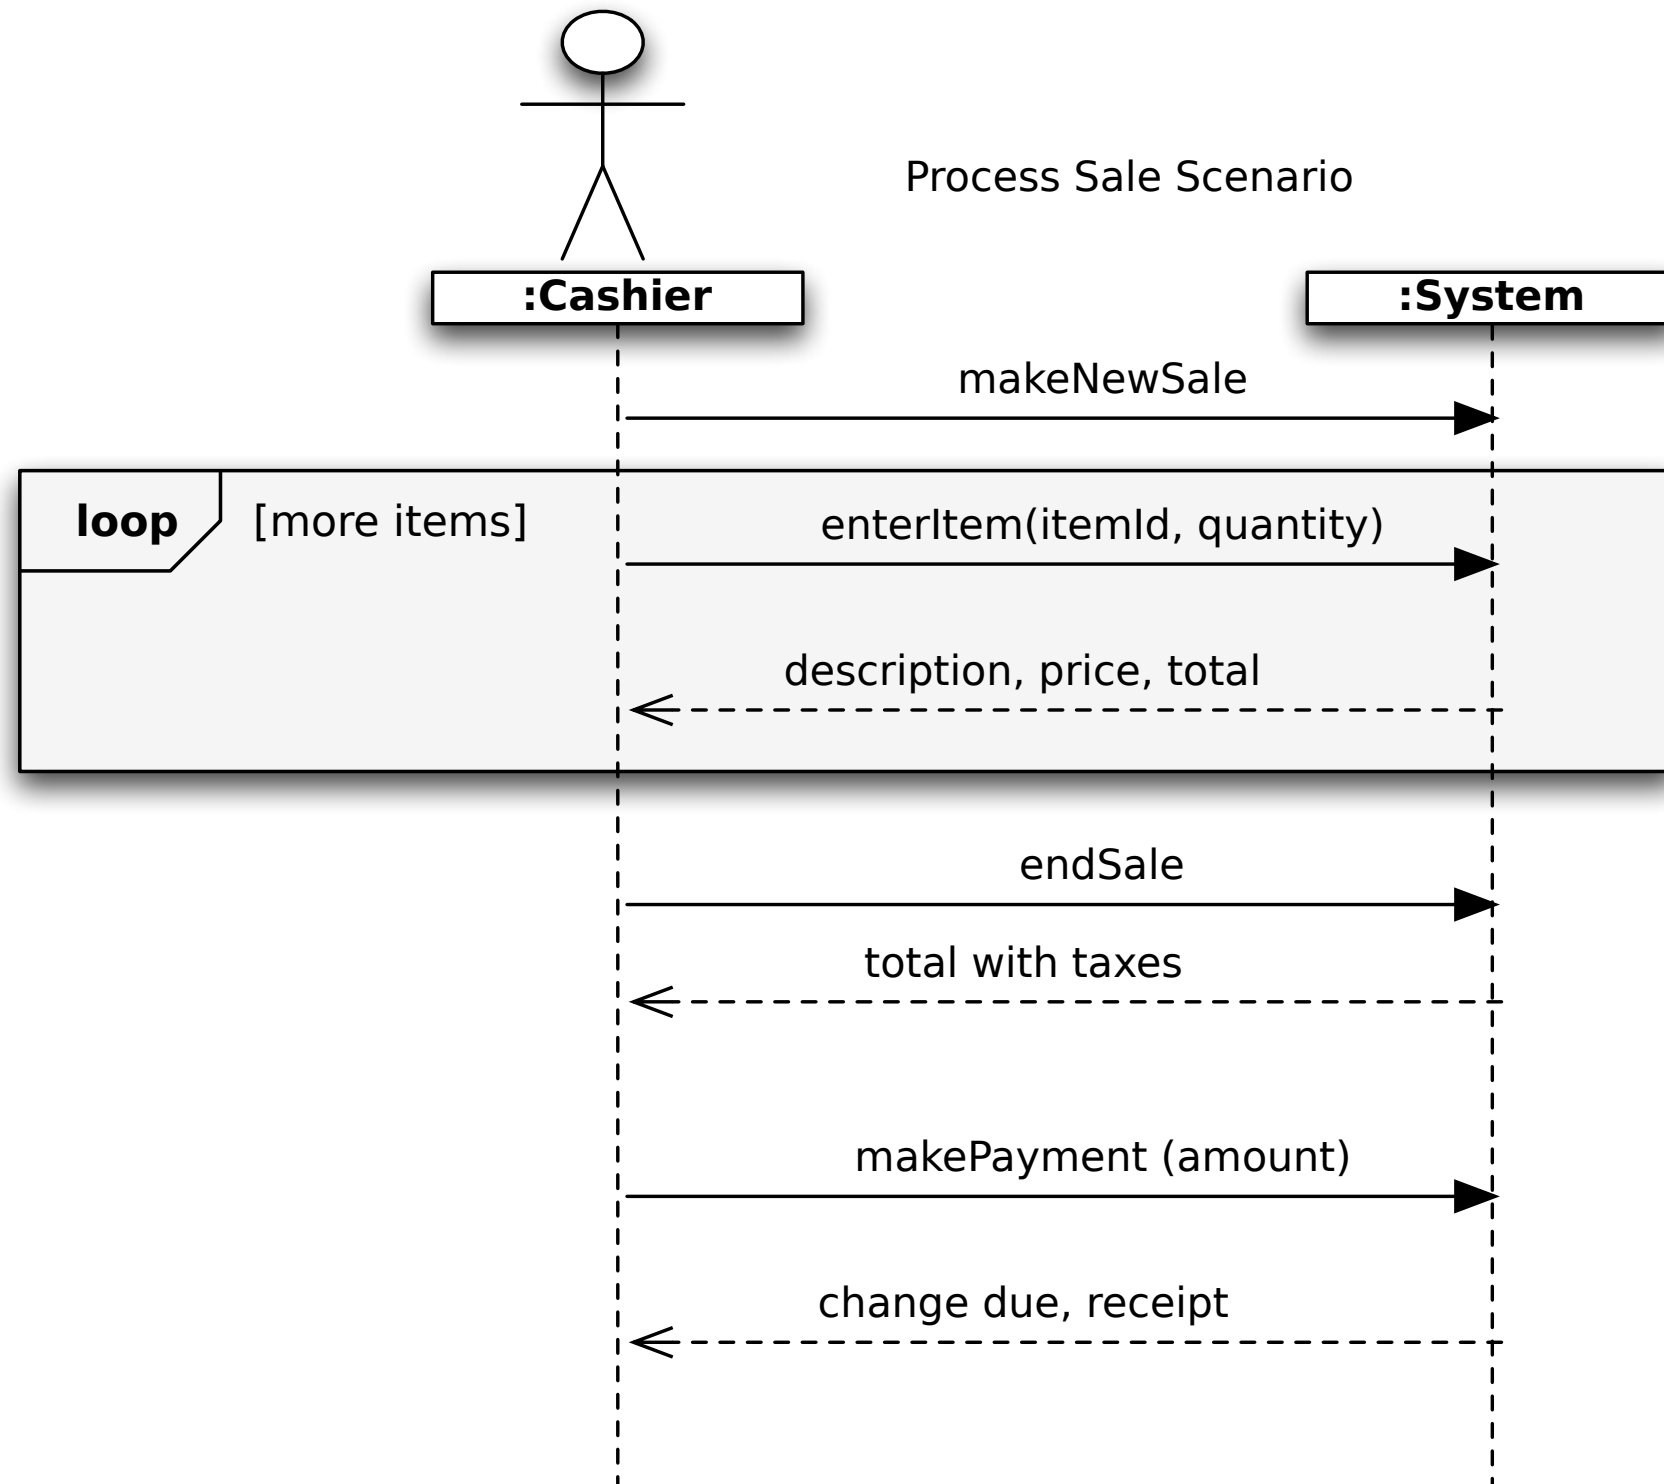 Process Sale Scenario
:Cashier
:System
makeNewSale
loop
[more items]
enterItem(itemId, quantity)
description, price, total
endSale
total with taxes
makePayment (amount)
change due, receipt